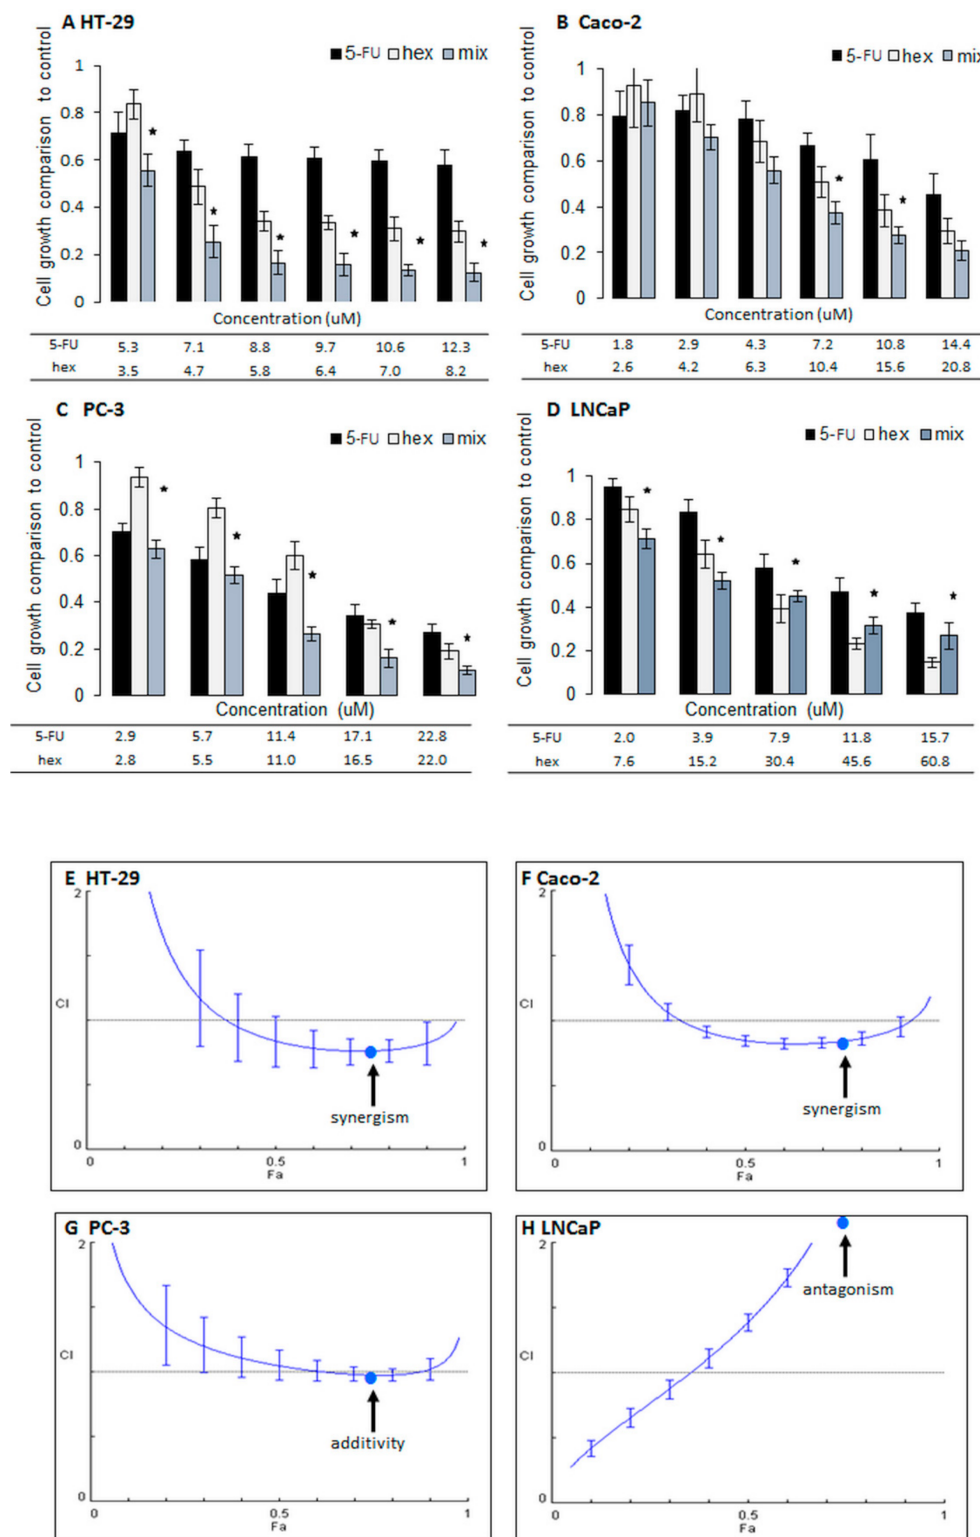 A HT-29
5-FU hex mix
Cell growth comparison to control
1
0.8
0.6
0.4
0.2
0
* * * * * *
Concentration (uM)
5-FU 5.3 7.1 8.8 9.7 10.6 12.3
hex 3.5 4.7 5.8 6.4 7.0 8.2
B Caco-2
5-FU hex mix
Cell growth comparison to control
1
0.8
0.6
0.4
0.2
0
* *
Concentration (uM)
5-FU 1.8 2.9 4.3 7.2 10.8 14.4
hex 2.6 4.2 6.3 10.4 15.6 20.8
C PC-3
5-FU hex mix
Cell growth comparison to control
1
0.8
0.6
0.4
0.2
0
* * * * *
Concentration (uM)
5-FU 2.9 5.7 11.4 17.1 22.8
hex 2.8 5.5 11.0 16.5 22.0
D LNCaP
5-FU hex mix
Cell growth comparison to control
1
0.8
0.6
0.4
0.2
0
* * * * *
Concentration (uM)
5-FU 2.0 3.9 7.9 11.8 15.7
hex 7.6 15.2 30.4 45.6 60.8
E HT-29
2
CI
0
synergism
0 0.5 1
Fa
F Caco-2
2
CI
0
synergism
0 0.5 1
Fa
G PC-3
2
CI
0
additivity
0 0.5 1
Fa
H LNCaP
2
CI
0
antagonism
0 0.5 1
Fa